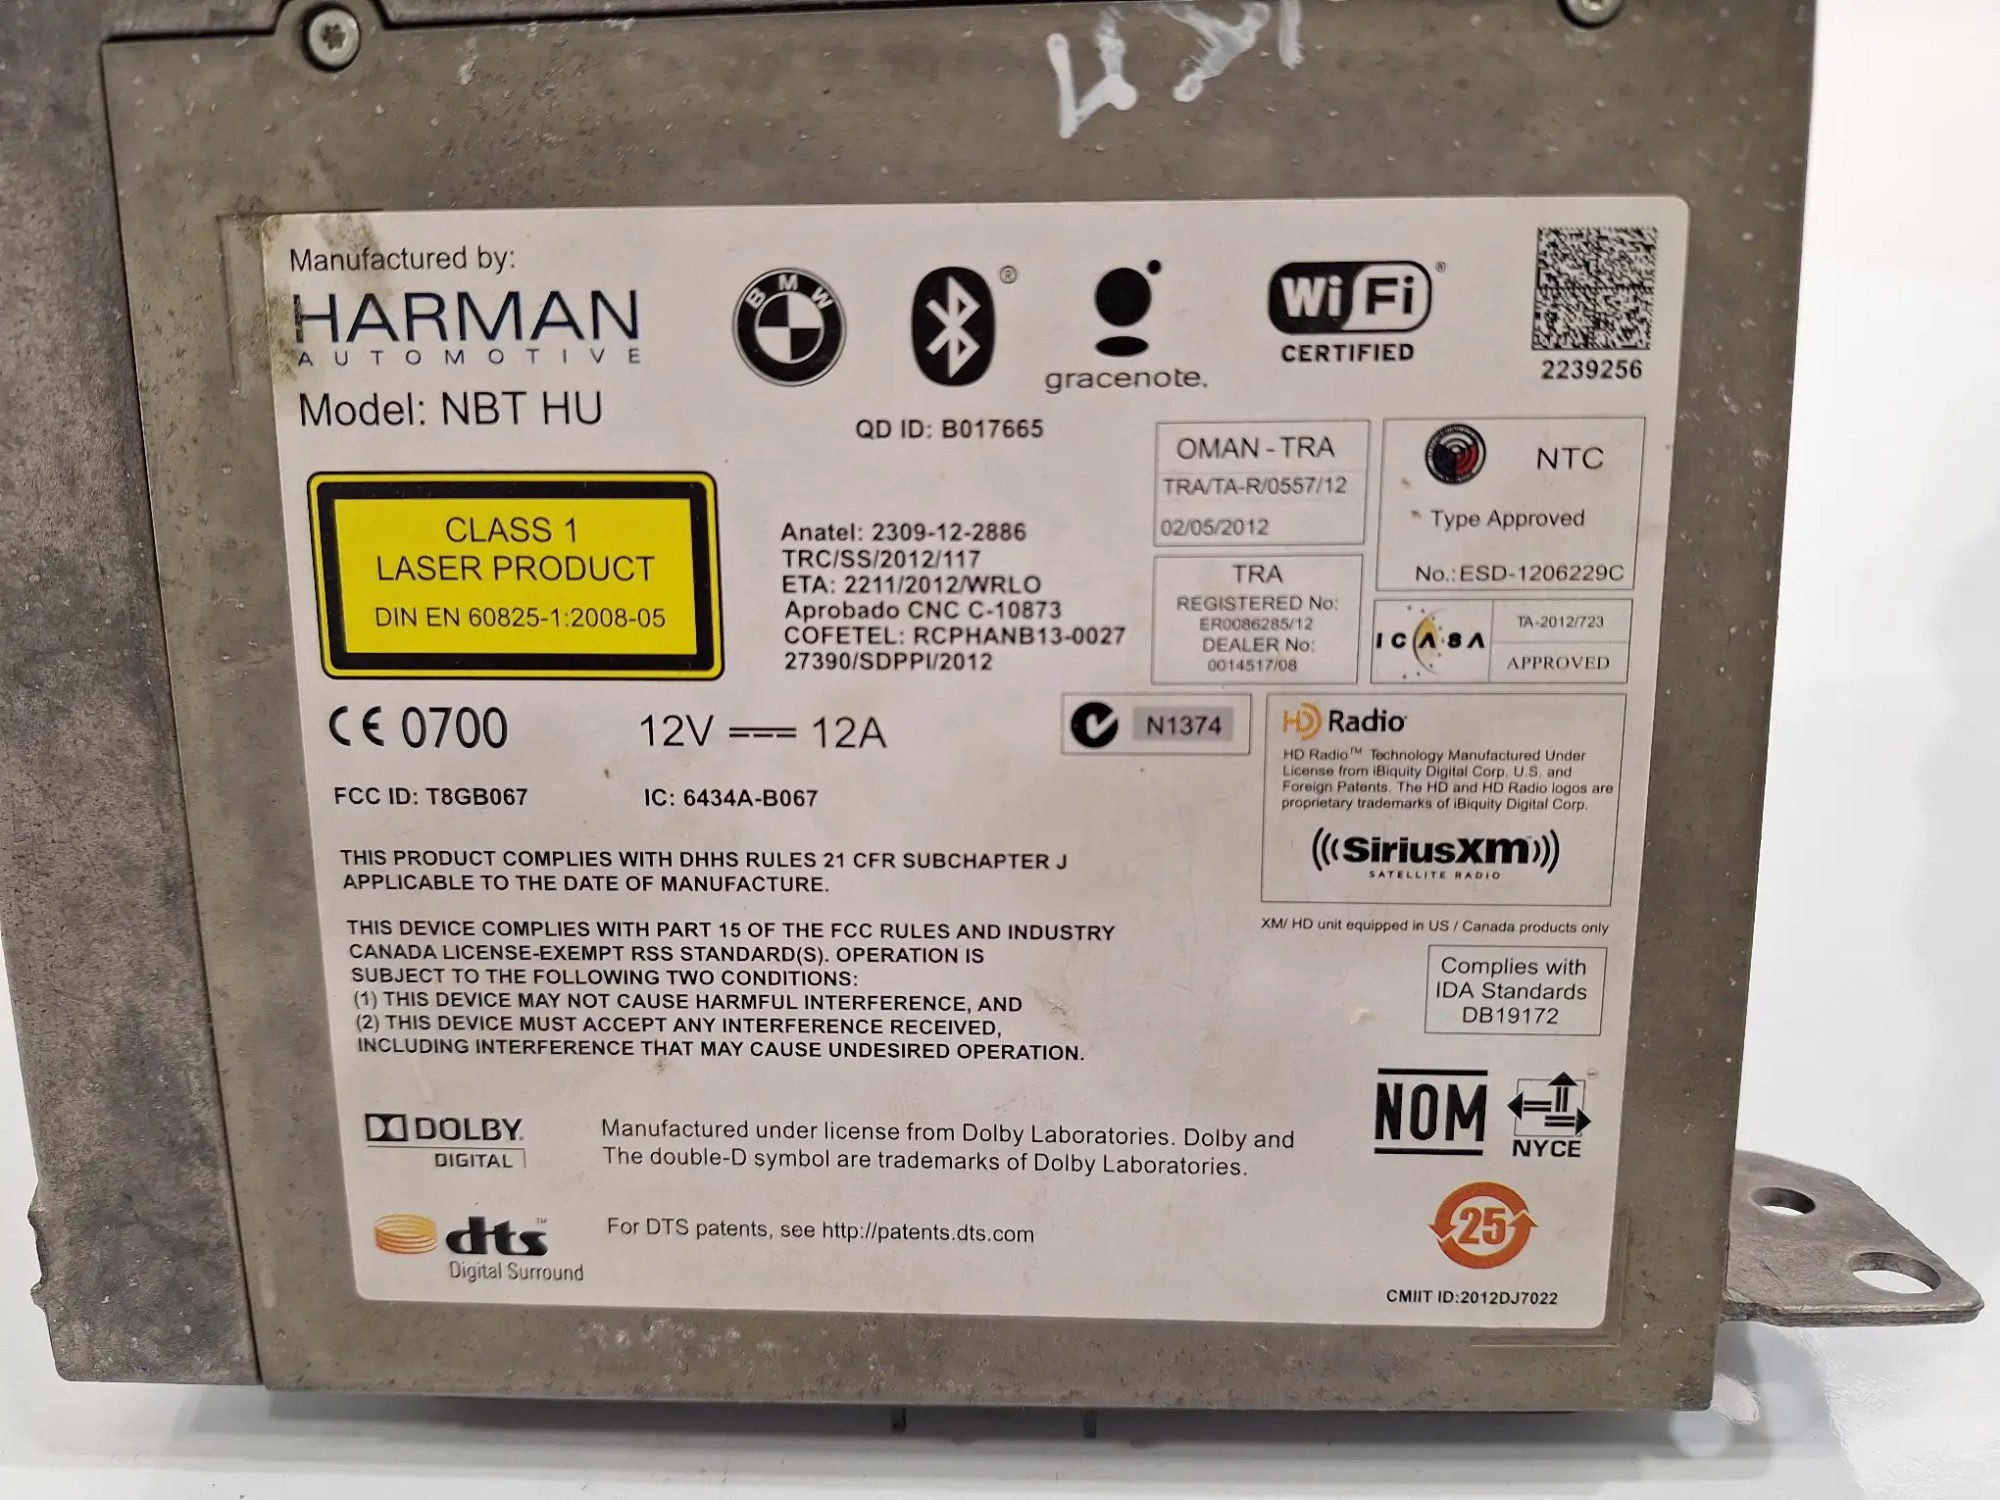 Manufactured by:
HARMAN
AUTOMOTIVE
Model: NBT HU
BMW
®
gracenote.
WiFi®
CERTIFIED
2239256
QD ID: B017665
CLASS 1
LASER PRODUCT
DIN EN 60825-1:2008-05
Anatel: 2309-12-2886
TRC/SS/2012/117
ETA: 2211/2012/WRLO
Aprobado CNC C-10873
COFETEL: RCPHANB13-0027
27390/SDPPI/2012
OMAN - TRA
TRA/TA-R/0557/12
02/05/2012
NTC
Type Approved
No.:ESD-1206229C
TRA
REGISTERED No:
ER0086285/12
DEALER No:
0014517/08
ICASA
TA-2012/723
APPROVED
CE 0700
12V 12A
N1374
FCC ID: T8GB067
IC: 6434A-B067
HD Radio
HD Radio™ Technology Manufactured Under
License from iBiquity Digital Corp. U.S. and
Foreign Patents. The HD and HD Radio logos are
proprietary trademarks of iBiquity Digital Corp.
(((SiriusXM)))
SATELLITE RADIO
XM/ HD unit equipped in US / Canada products only
THIS PRODUCT COMPLIES WITH DHHS RULES 21 CFR SUBCHAPTER J
APPLICABLE TO THE DATE OF MANUFACTURE.
THIS DEVICE COMPLIES WITH PART 15 OF THE FCC RULES AND INDUSTRY
CANADA LICENSE-EXEMPT RSS STANDARD(S). OPERATION IS
SUBJECT TO THE FOLLOWING TWO CONDITIONS:
(1) THIS DEVICE MAY NOT CAUSE HARMFUL INTERFERENCE, AND
(2) THIS DEVICE MUST ACCEPT ANY INTERFERENCE RECEIVED,
INCLUDING INTERFERENCE THAT MAY CAUSE UNDESIRED OPERATION.
Complies with
IDA Standards
DB19172
NOM
NYCE
DOLBY
DIGITAL
Manufactured under license from Dolby Laboratories. Dolby and
The double-D symbol are trademarks of Dolby Laboratories.
dts™
Digital Surround
For DTS patents, see http://patents.dts.com
25
CMIIT ID:2012DJ7022